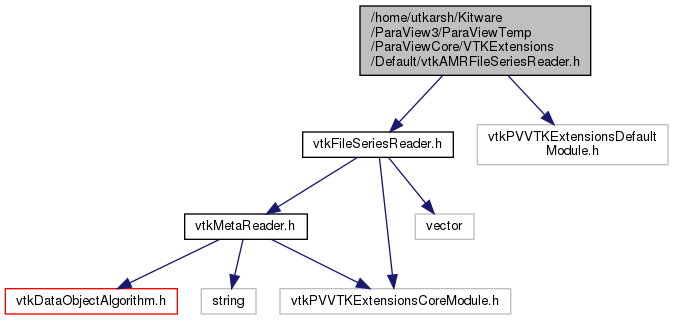 /home/utkarsh/Kitware
/ParaView3/ParaViewTemp
/ParaViewCore/VTKExtensions
/Default/vtkAMRFileSeriesReader.h
vtkFileSeriesReader.h
vtkPVVTKExtensionsDefault
Module.h
vtkMetaReader.h
vector
vtkDataObjectAlgorithm.h
string
vtkPVVTKExtensionsCoreModule.h